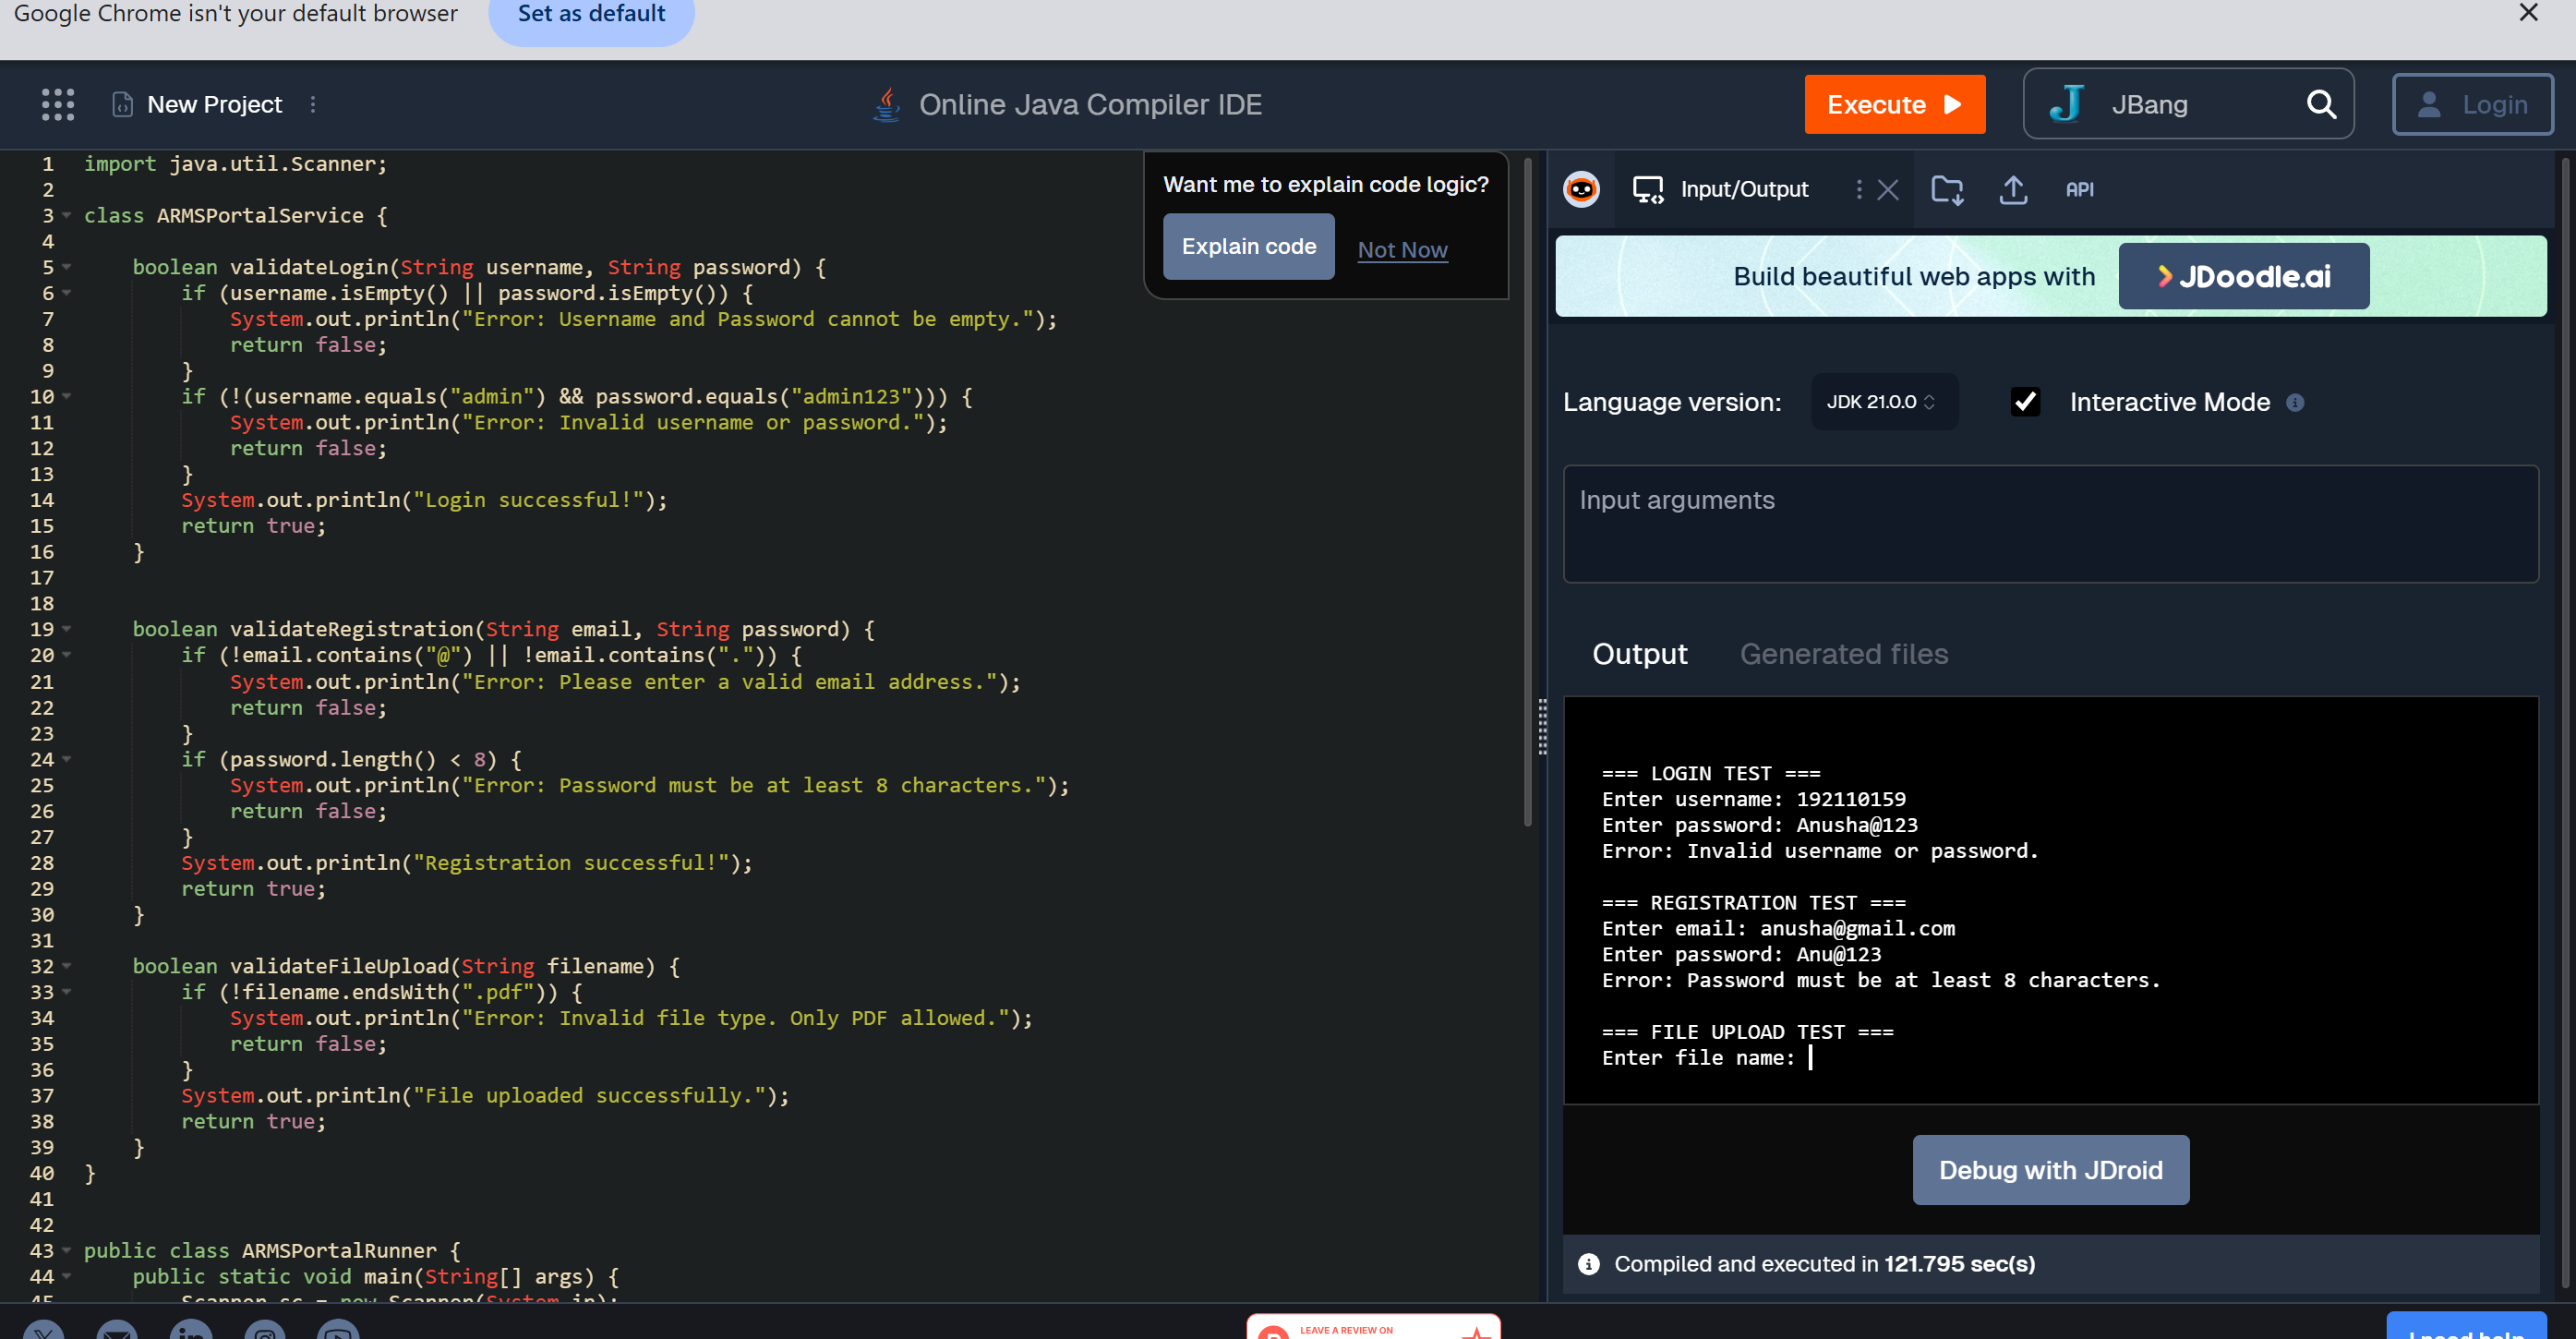 Google Chrome isn't your default browser Set as default
New Project Online Java Compiler IDE Execute JBang Login
1 import java.util.Scanner;
2
3 class ARMSPortalService {
4
5 boolean validateLogin(String username, String password) {
6 if (username.isEmpty() || password.isEmpty()) {
7 System.out.println("Error: Username and Password cannot be empty.");
8 return false;
9 }
10 if (!(username.equals("admin") && password.equals("admin123"))) {
11 System.out.println("Error: Invalid username or password.");
12 return false;
13 }
14 System.out.println("Login successful!");
15 return true;
16 }
17
18
19 boolean validateRegistration(String email, String password) {
20 if (!email.contains("@") || !email.contains(".")) {
21 System.out.println("Error: Please enter a valid email address.");
22 return false;
23 }
24 if (password.length() < 8) {
25 System.out.println("Error: Password must be at least 8 characters.");
26 return false;
27 }
28 System.out.println("Registration successful!");
29 return true;
30 }
31
32 boolean validateFileUpload(String filename) {
33 if (!filename.endsWith(".pdf")) {
34 System.out.println("Error: Invalid file type. Only PDF allowed.");
35 return false;
36 }
37 System.out.println("File uploaded successfully.");
38 return true;
39 }
40 }
41
42
43 public class ARMSPortalRunner {
44 public static void main(String[] args) {
45 Scanner sc = new Scanner(System.in);
Want me to explain code logic?
Explain code Not Now
Input/Output API
Build beautiful web apps with JDoodle.ai
Language version: JDK 21.0.0 Interactive Mode
Input arguments
Output Generated files
=== LOGIN TEST ===
Enter username: 192110159
Enter password: Anusha@123
Error: Invalid username or password.
=== REGISTRATION TEST ===
Enter email: anusha@gmail.com
Enter password: Anu@123
Error: Password must be at least 8 characters.
=== FILE UPLOAD TEST ===
Enter file name:
Debug with JDroid
Compiled and executed in 121.795 sec(s)
LEAVE A REVIEW ON
I need help